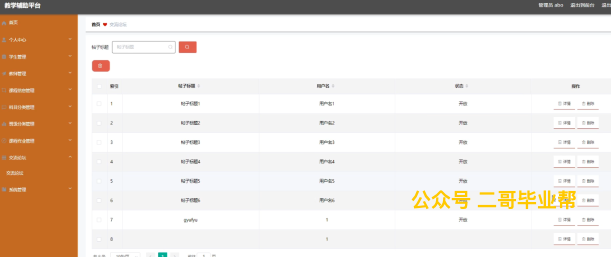 教学辅助平台
管理员 abo
退出到前台
首页
首页 交流论坛
个人中心
学生管理
教师管理
课程信息管理
科目分类管理
课程作业管理
交流论坛
交流论坛
系统管理
帖子标题 帖子标题
索引 帖子标题 用户名 状态 操作
1 帖子标题1 用户名1 开放 详情 删除
2 帖子标题2 用户名2 开放 详情 删除
3 帖子标题3 用户名3 开放 详情 删除
4 帖子标题4 用户名4 开放 详情 删除
5 帖子标题5 用户名5 开放 详情 删除
6 帖子标题6 用户名6 开放 详情 删除
7 1 开放 详情 删除
8 1 详情 删除
公众号 二哥毕业帮